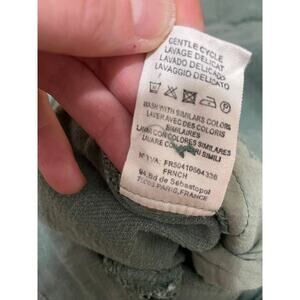 GENTLE CYCLE
LAVAGE DELICAT
LAVADO DELICADO
LAVAGGIO DELICATO
WASH WITH SIMILARS COLORS
LAVER AVEC DES COLORIS
SIMILAIRES
LAVAR CON COLORES SIMILARES
LAVARE CON COLORI SIMILI
N° TVA:
FRNCH
94, Bd de Sébastopol
75003 PARIS, FRANCE